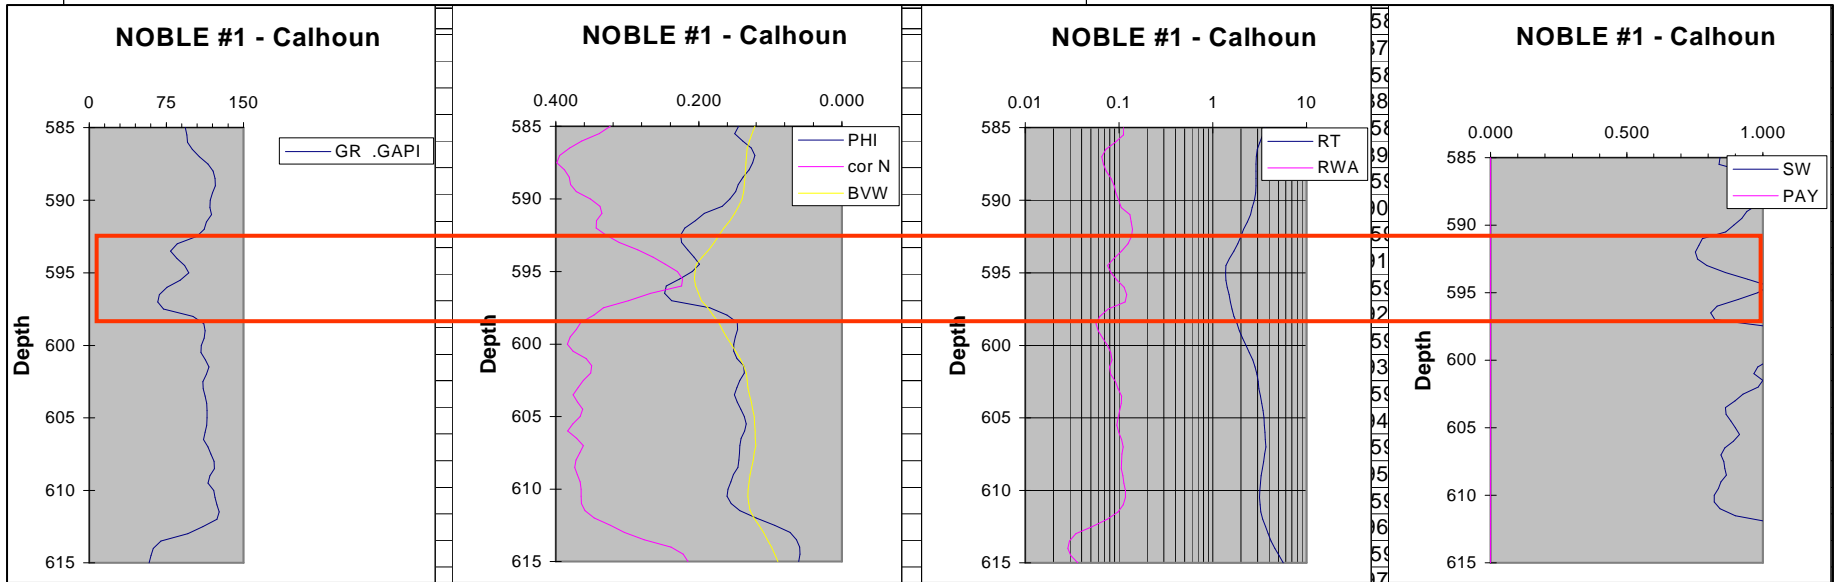 NOBLE #1 - Calhoun
0 75 150
585
590
595
600
605
610
615
Depth
GR .GAPI
NOBLE #1 - Calhoun
0.400 0.200 0.000
585
590
595
600
605
610
615
Depth
PHI
cor N
BVW
NOBLE #1 - Calhoun
0.01 0.1 1 10
585
590
595
600
605
610
615
Depth
RT
RWA
NOBLE #1 - Calhoun
0.000 0.500 1.000
585
590
595
600
605
610
615
Depth
SW
PAY